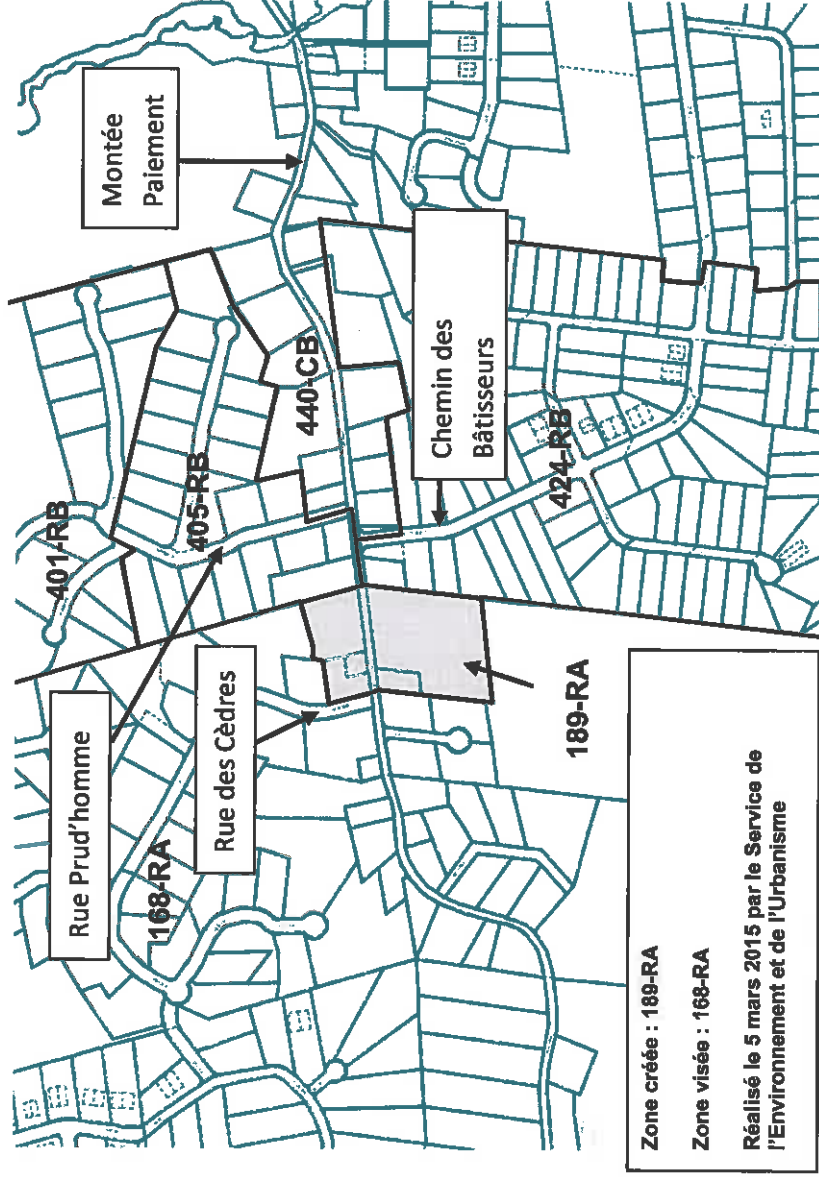 Montée
Paiement
401-RB
405-RB
440-CB
Rue Prud'homme
Rue des Cèdres
168-RA
Chemin des
Bâtisseurs
424-RB
189-RA
Zone créée : 189-RA
Zone visée : 168-RA
Réalisé le 5 mars 2015 par le Service de
l'Environnement et de l'Urbanisme